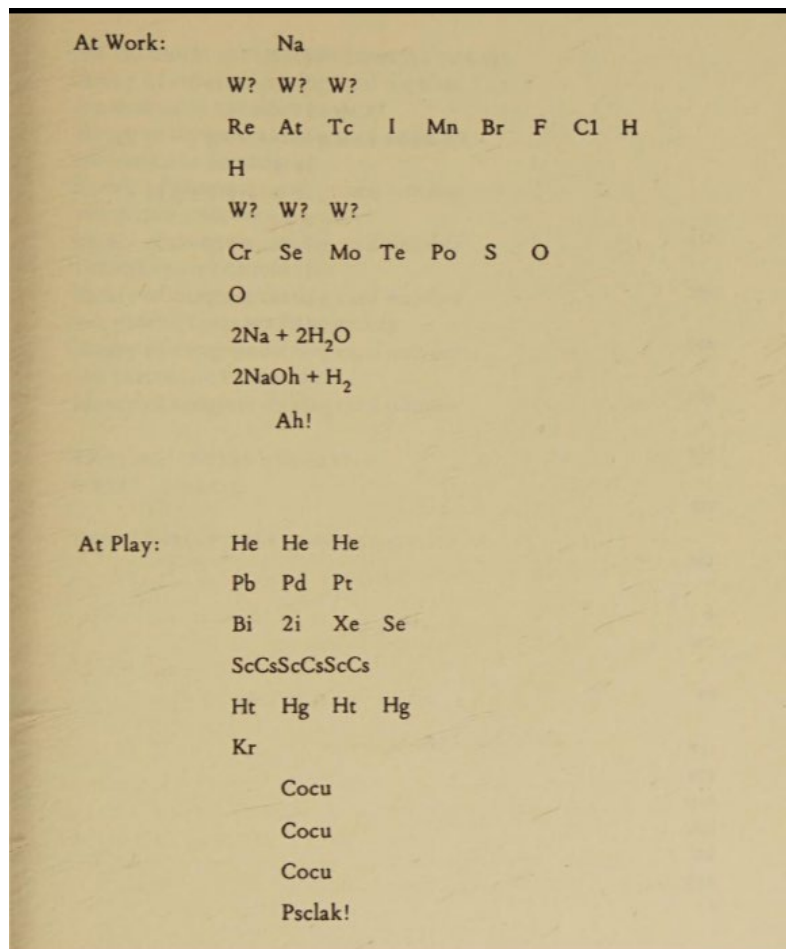 At Work: Na
W? W? W?
Re At Tc I Mn Br F Cl H
H
W? W? W?
Cr Se Mo Te Po S O
O
2Na + 2H₂O
2NaOh + H₂
Ah!
At Play: He He He
Pb Pd Pt
Bi 2i Xe Se
ScCsScCsScCs
Ht Hg Ht Hg
Kr
Cocu
Cocu
Cocu
Psclak!